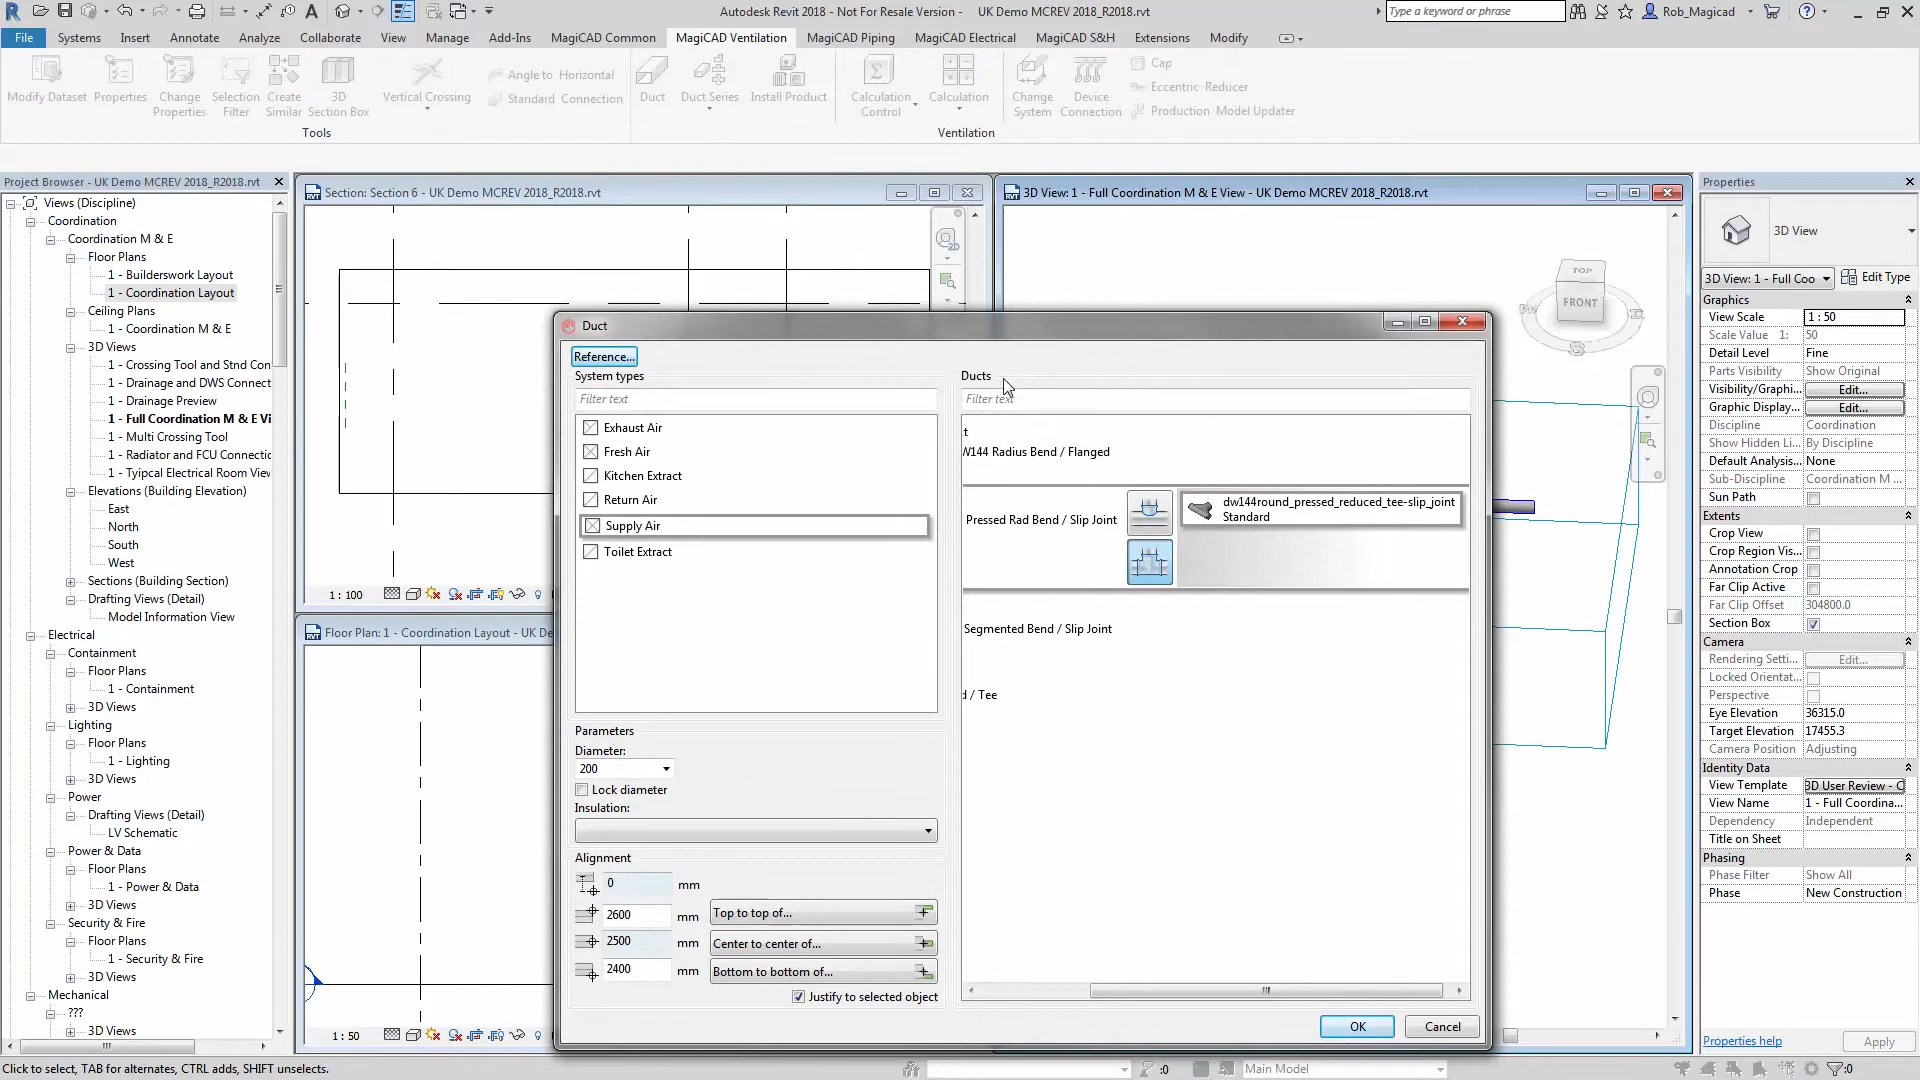 Autodesk Revit 2018 - Not For Resale Version - UK Demo MCREV 2018_R2018.rvt
Type a keyword or phrase
Rob_Magicad
File Systems Insert Annotate Analyze Collaborate View Manage Add-Ins MagiCAD Common MagiCAD Ventilation MagiCAD Piping MagiCAD Electrical MagiCAD S&H Extensions Modify
Modify Dataset
Properties
Change Properties
Selection Filter
Create Similar
3D Section Box
Vertical Crossing
Angle to Horizontal
Standard Connection
Duct
Duct Series
Install Product
Calculation Control
Calculation
Change System
Device Connection
Cap
Eccentric Reducer
Production Model Updater
Tools
Ventilation
Project Browser - UK Demo MCREV 2018_R2018.rvt
Views (Discipline)
Coordination
Coordination M & E
Floor Plans
1 - Builderswork Layout
1 - Coordination Layout
Ceiling Plans
1 - Coordination M & E
3D Views
1 - Crossing Tool and Stnd Con
1 - Drainage and DWS Connect
1 - Drainage Preview
1 - Full Coordination M & E Vi
1 - Multi Crossing Tool
1 - Radiator and FCU Connectic
1 - Tyipcal Electrical Room Viev
Elevations (Building Elevation)
East
North
South
West
Sections (Building Section)
Drafting Views (Detail)
Model Information View
Electrical
Containment
Floor Plans
1 - Containment
3D Views
Lighting
Floor Plans
1 - Lighting
3D Views
Power
Drafting Views (Detail)
LV Schematic
Power & Data
Floor Plans
1 - Power & Data
3D Views
Security & Fire
Floor Plans
1 - Security & Fire
3D Views
Mechanical
???
3D Views
Section: Section 6 - UK Demo MCREV 2018_R2018.rvt
2D
1 : 100
Floor Plan: 1 - Coordination Layout - UK De
1 : 50
3D View: 1 - Full Coordination M & E View - UK Demo MCREV 2018_R2018.rvt
TOP
FRONT
Duct
Reference...
System types
Filter text
Exhaust Air
Fresh Air
Kitchen Extract
Return Air
Supply Air
Toilet Extract
Parameters
Diameter:
200
Lock diameter
Insulation:
Alignment
0 mm
2600 mm Top to top of...
2500 mm Center to center of...
2400 mm Bottom to bottom of...
Justify to selected object
Ducts
Filter text
t
W144 Radius Bend / Flanged
Pressed Rad Bend / Slip Joint
dw144round_pressed_reduced_tee-slip_joint
Standard
Segmented Bend / Slip Joint
d / Tee
OK Cancel
Properties
3D View
3D View: 1 - Full Coo Edit Type
Graphics
View Scale 1 : 50
Scale Value 1: 50
Detail Level Fine
Parts Visibility Show Original
Visibility/Graphi... Edit...
Graphic Display... Edit...
Discipline Coordination
Show Hidden Li... By Discipline
Default Analysis... None
Sub-Discipline Coordination M ...
Sun Path
Extents
Crop View
Crop Region Vis...
Annotation Crop
Far Clip Active
Far Clip Offset 304800.0
Section Box
Camera
Rendering Setti... Edit...
Locked Orientat...
Perspective
Eye Elevation 36315.0
Target Elevation 17455.3
Camera Position Adjusting
Identity Data
View Template 3D User Review - C
View Name 1 - Full Coordina...
Dependency Independent
Title on Sheet
Phasing
Phase Filter Show All
Phase New Construction
Properties help Apply
Click to select, TAB for alternates, CTRL adds, SHIFT unselects.
:0
Main Model
:0